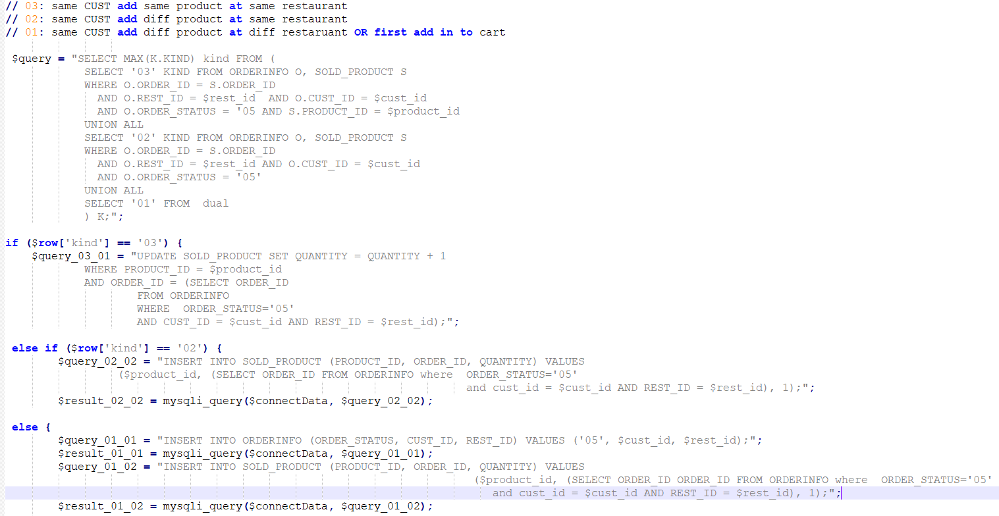 // 03: same CUST add same product at same restaurant
// 02: same CUST add diff product at same restaurant
// 01: same CUST add diff product at diff restaruant OR first add in to cart
$query = "SELECT MAX(K.KIND) kind FROM (
SELECT '03' KIND FROM ORDERINFO O, SOLD_PRODUCT S
WHERE O.ORDER_ID = S.ORDER_ID
AND O.REST_ID = $rest_id  AND O.CUST_ID = $cust_id
AND O.ORDER_STATUS = '05 AND S.PRODUCT_ID = $product_id
UNION ALL
SELECT '02' KIND FROM ORDERINFO O, SOLD_PRODUCT S
WHERE O.ORDER_ID = S.ORDER_ID
AND O.REST_ID = $rest_id AND O.CUST_ID = $cust_id
AND O.ORDER_STATUS = '05'
UNION ALL
SELECT '01' FROM  dual
) K;";
if ($row['kind'] == '03') {
$query_03_01 = "UPDATE SOLD_PRODUCT SET QUANTITY = QUANTITY + 1
WHERE PRODUCT_ID = $product_id
AND ORDER_ID = (SELECT ORDER_ID
FROM ORDERINFO
WHERE  ORDER_STATUS='05'
AND CUST_ID = $cust_id AND REST_ID = $rest_id);";
else if ($row['kind'] == '02') {
$query_02_02 = "INSERT INTO SOLD_PRODUCT (PRODUCT_ID, ORDER_ID, QUANTITY) VALUES
($product_id, (SELECT ORDER_ID FROM ORDERINFO where  ORDER_STATUS='05'
and cust_id = $cust_id AND REST_ID = $rest_id), 1);";
$result_02_02 = mysqli_query($connectData, $query_02_02);
else {
$query_01_01 = "INSERT INTO ORDERINFO (ORDER_STATUS, CUST_ID, REST_ID) VALUES ('05', $cust_id, $rest_id);";
$result_01_01 = mysqli_query($connectData, $query_01_01);
$query_01_02 = "INSERT INTO SOLD_PRODUCT (PRODUCT_ID, ORDER_ID, QUANTITY) VALUES
($product_id, (SELECT ORDER_ID ORDER_ID FROM ORDERINFO where  ORDER_STATUS='05'
and cust_id = $cust_id AND REST_ID = $rest_id), 1);";
$result_01_02 = mysqli_query($connectData, $query_01_02);